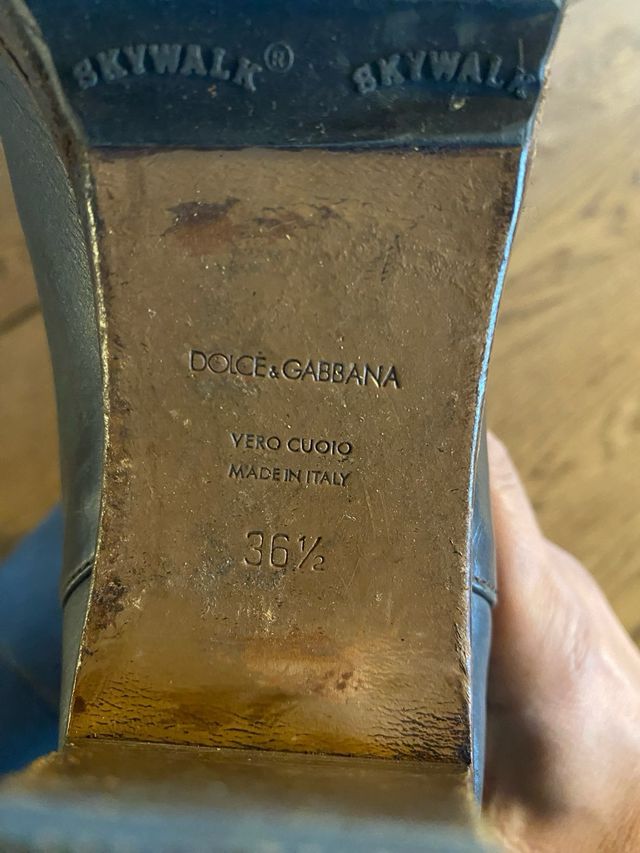 SKYWALK® SKYWALK
DOLCE&GABBANA
VERO CUOIO
MADE IN ITALY
36½